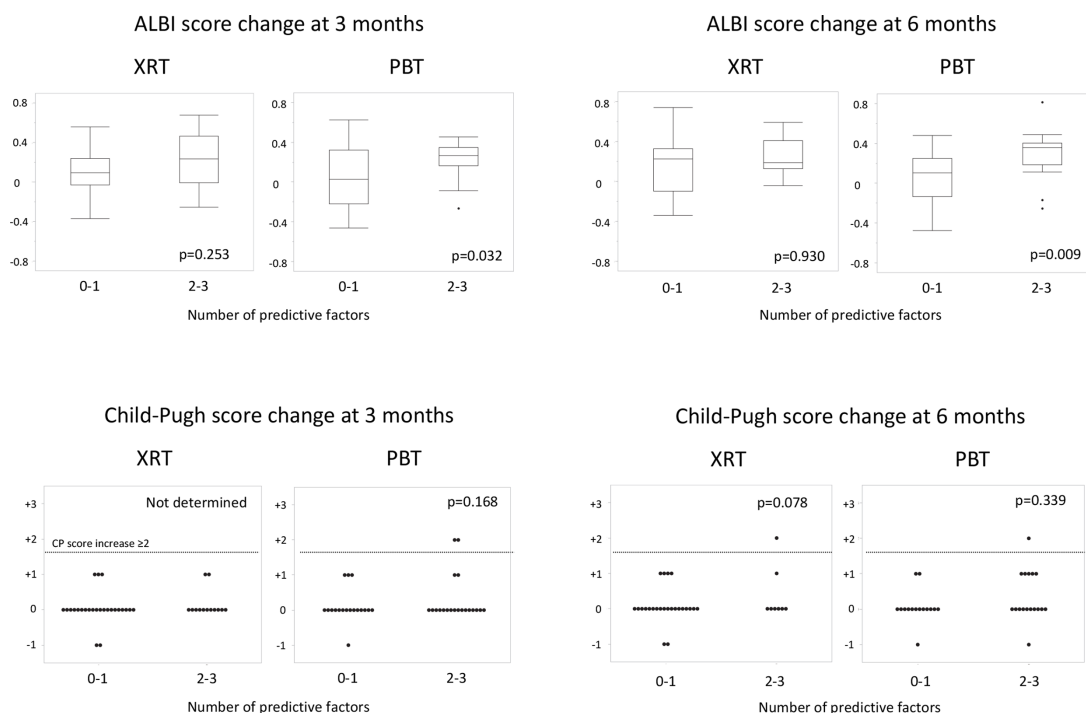 ALBI score change at 3 months
XRT
PBT
0.8
0.4
0
-0.4
-0.8
p=0.253
0-1
2-3
0.8
0.4
0
-0.4
-0.8
p=0.032
0-1
2-3
Number of predictive factors
ALBI score change at 6 months
XRT
PBT
0.8
0.4
0
-0.4
-0.8
p=0.930
0-1
2-3
0.8
0.4
0
-0.4
-0.8
p=0.009
0-1
2-3
Number of predictive factors
Child-Pugh score change at 3 months
XRT
PBT
+3
+2
+1
0
-1
Not determined
CP score increase ≥2
0-1
2-3
+3
+2
+1
0
-1
p=0.168
0-1
2-3
Number of predictive factors
Child-Pugh score change at 6 months
XRT
PBT
+3
+2
+1
0
-1
p=0.078
0-1
2-3
+3
+2
+1
0
-1
p=0.339
0-1
2-3
Number of predictive factors